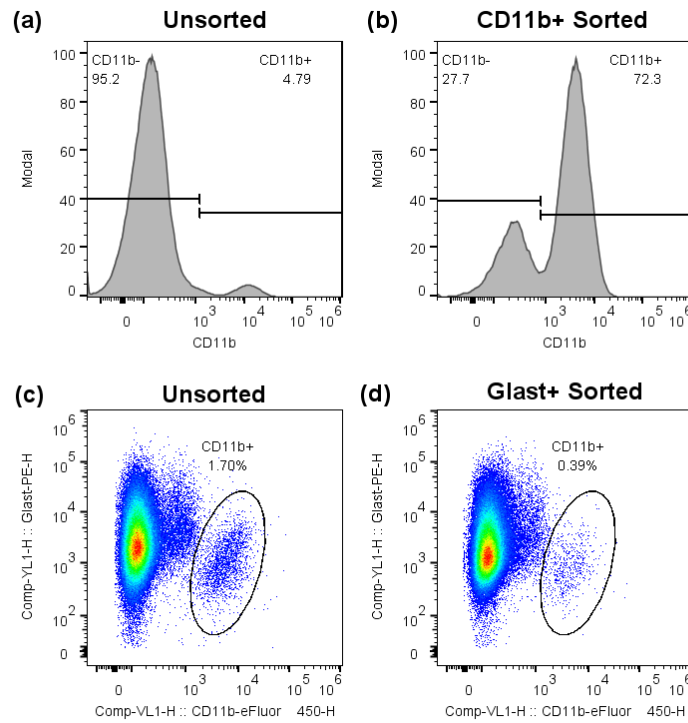 (a) Unsorted
(b) CD11b+ Sorted
CD11b-
95.2
CD11b+
4.79
Modal
100
80
60
40
20
0
0 10^3 10^4 10^5 10^6
CD11b
CD11b-
27.7
CD11b+
72.3
Modal
100
80
60
40
20
0
0 10^3 10^4 10^5 10^6
CD11b
(c) Unsorted
(d) Glast+ Sorted
CD11b+
1.70%
Comp-YL1-H :: Glast-PE-H
10^6
10^5
10^4
10^3
10^2
0
0 10^3 10^4 10^5 10^6
Comp-VL1-H :: CD11b-eFluor 450-H
CD11b+
0.39%
Comp-YL1-H :: Glast-PE-H
10^6
10^5
10^4
10^3
10^2
0
0 10^3 10^4 10^5 10^6
Comp-VL1-H :: CD11b-eFluor 450-H